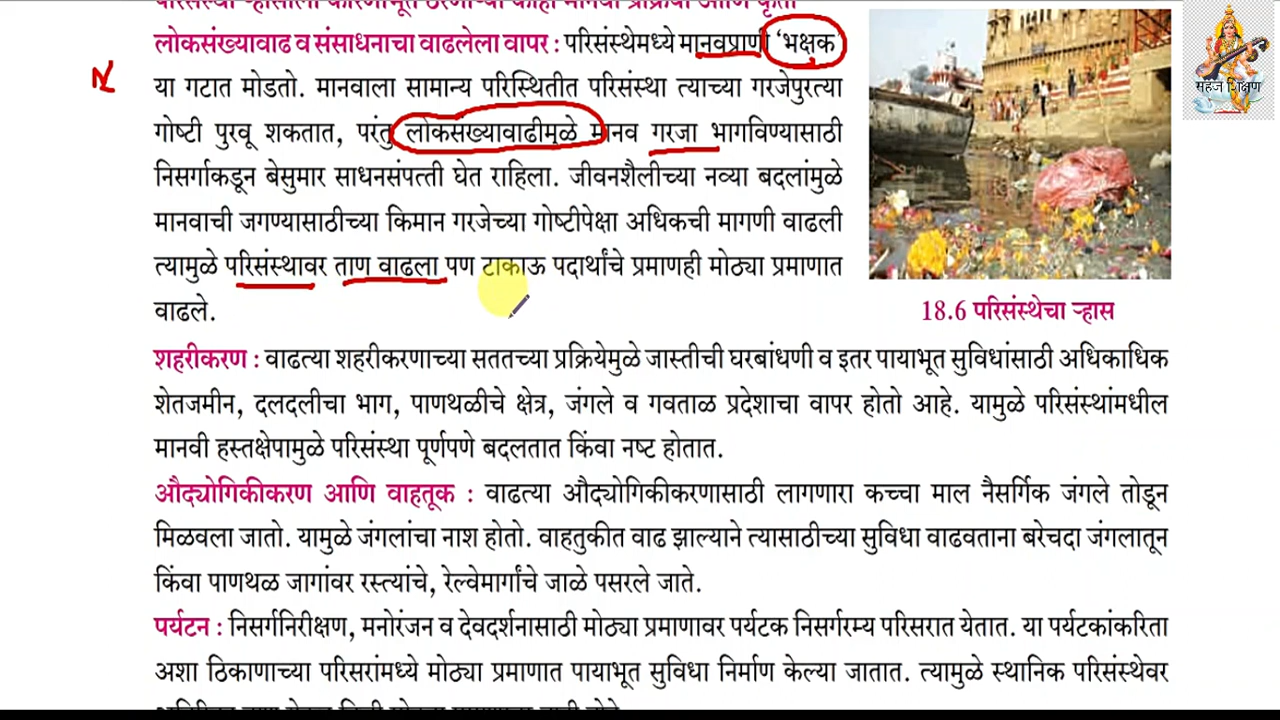 परिसंस्था ऱ्हासाला कारणीभूत ठरणाऱ्या काही मानवी प्रक्रिया आणि कृती
लोकसंख्यावाढ व संसाधनाचा वाढलेला वापर : परिसंस्थेमध्ये मानवप्राणी ‘भक्षक’
या गटात मोडतो. मानवाला सामान्य परिस्थितीत परिसंस्था त्याच्या गरजेपुरत्या
गोष्टी पुरवू शकतात, परंतु लोकसंख्यावाढीमुळे मानव गरजा भागविण्यासाठी
निसर्गाकडून बेसुमार साधनसंपत्ती घेत राहिला. जीवनशैलीच्या नव्या बदलांमुळे
मानवाची जगण्यासाठीच्या किमान गरजेच्या गोष्टीपेक्षा अधिकची मागणी वाढली
त्यामुळे परिसंस्थावर ताण वाढला पण टाकाऊ पदार्थांचे प्रमाणही मोठ्या प्रमाणात
वाढले.
सहज शिक्षण
18.6 परिसंस्थेचा ऱ्हास
शहरीकरण : वाढत्या शहरीकरणाच्या सततच्या प्रक्रियेमुळे जास्तीची घरबांधणी व इतर पायाभूत सुविधांसाठी अधिकाधिक
शेतजमीन, दलदलीचा भाग, पाणथळीचे क्षेत्र, जंगले व गवताळ प्रदेशाचा वापर होतो आहे. यामुळे परिसंस्थांमधील
मानवी हस्तक्षेपामुळे परिसंस्था पूर्णपणे बदलतात किंवा नष्ट होतात.
औद्योगिकीकरण आणि वाहतूक : वाढत्या औद्योगिकीकरणासाठी लागणारा कच्चा माल नैसर्गिक जंगले तोडून
मिळवला जातो. यामुळे जंगलांचा नाश होतो. वाहतुकीत वाढ झाल्याने त्यासाठीच्या सुविधा वाढवताना बरेचदा जंगलातून
किंवा पाणथळ जागांवर रस्त्यांचे, रेल्वेमार्गांचे जाळे पसरले जाते.
पर्यटन : निसर्गनिरीक्षण, मनोरंजन व देवदर्शनासाठी मोठ्या प्रमाणावर पर्यटक निसर्गरम्य परिसरात येतात. या पर्यटकांकरिता
अशा ठिकाणाच्या परिसरांमध्ये मोठ्या प्रमाणात पायाभूत सुविधा निर्माण केल्या जातात. त्यामुळे स्थानिक परिसंस्थेवर